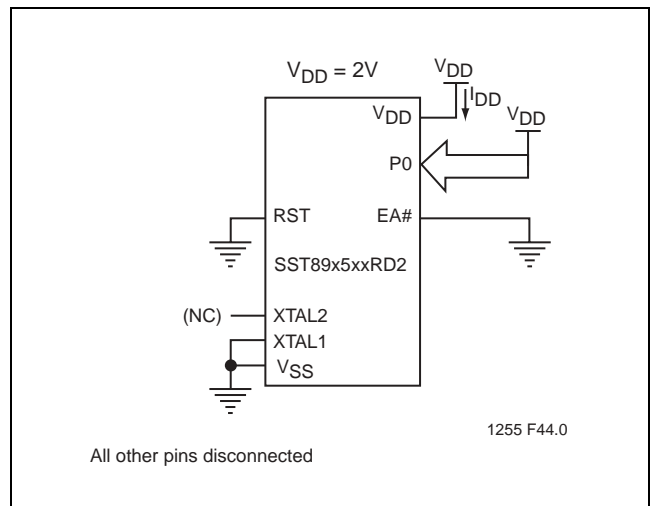 VDD = 2V
VDD
IDD
VDD
VDD
P0
RST
EA#
SST89x5xxRD2
(NC)
XTAL2
XTAL1
VSS
1255 F44.0
All other pins disconnected